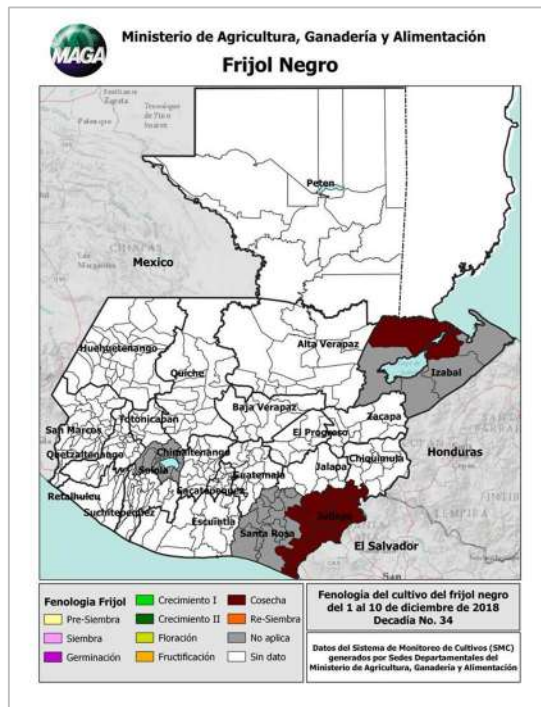 MAGA
Ministerio de Agricultura, Ganadería y Alimentación
Frijol Negro
Peten
Mexico
Alta Verapaz
Izabal
Huehuetenango
Quiche
Baja Verapaz
Zacapa
San Marcos
Totonicapan
El Progreso
Honduras
Quetzaltenango
Chimaltenango
Chiquimula
Solola
Guatemala
Jalapa
Retalhuleu
Sacatepequez
Suchitepequez
Escuintla
Jutiapa
Santa Rosa
El Salvador
San
Fenologia Frijol
Pre-Siembra
Siembra
Germinación
Crecimiento I
Crecimiento II
Floración
Fructificación
Cosecha
Re-Siembra
No aplica
Sin dato
Fenología del cultivo del frijol negro
del 1 al 10 de diciembre de 2018
Decadía No. 34
Datos del Sistema de Monitoreo de Cultivos (SMC)
generados por Sedes Departamentales del
Ministerio de Agricultura, Ganadería y Alimentación